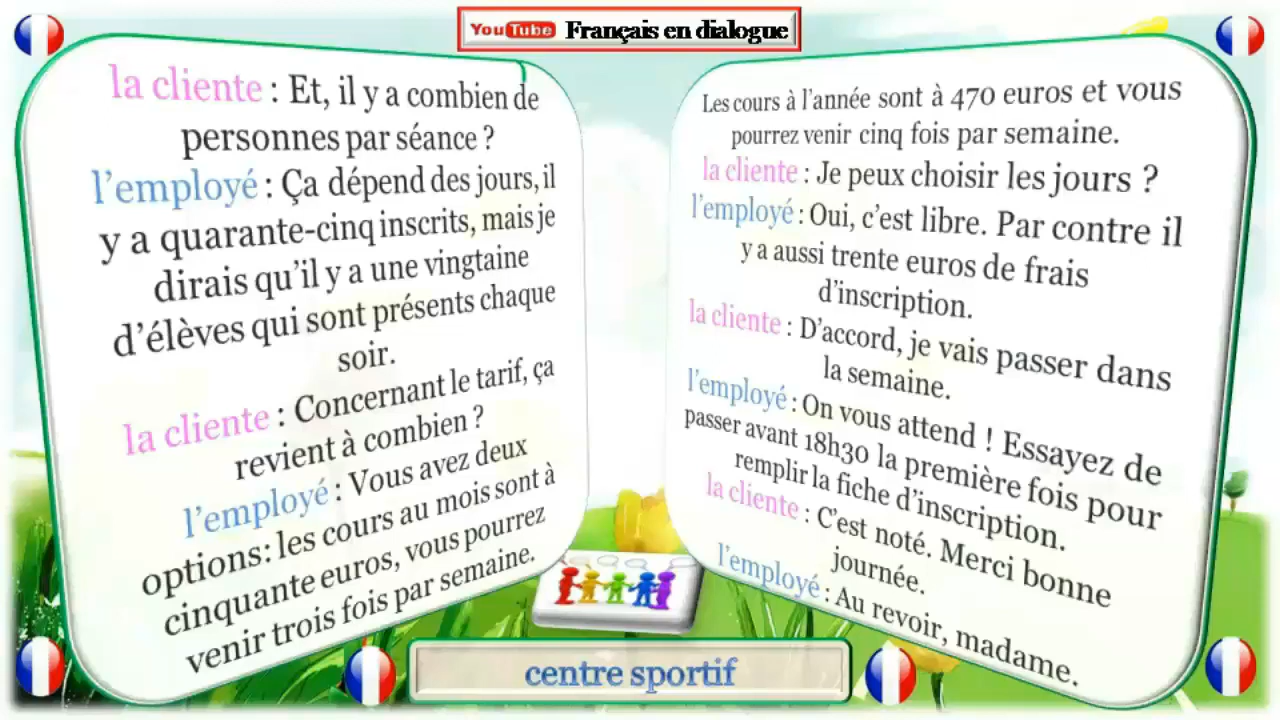 YouTube Français en dialogue
la cliente : Et, il y a combien de
personnes par séance ?
l'employé : Ça dépend des jours, il
y a quarante-cinq inscrits, mais je
dirais qu'il y a une vingtaine
d'élèves qui sont présents chaque
soir.
la cliente : Concernant le tarif, ça
revient à combien ?
l'employé : Vous avez deux
options: les cours au mois sont à
cinquante euros, vous pourrez
venir trois fois par semaine.
Les cours à l'année sont à 470 euros et vous
pourrez venir cinq fois par semaine.
la cliente : Je peux choisir les jours ?
l'employé : Oui, c'est libre. Par contre il
y a aussi trente euros de frais
d'inscription.
la cliente : D'accord, je vais passer dans
la semaine.
l'employé : On vous attend ! Essayez de
passer avant 18h30 la première fois pour
remplir la fiche d'inscription.
la cliente : C'est noté. Merci bonne
journée.
l'employé : Au revoir, madame.
centre sportif